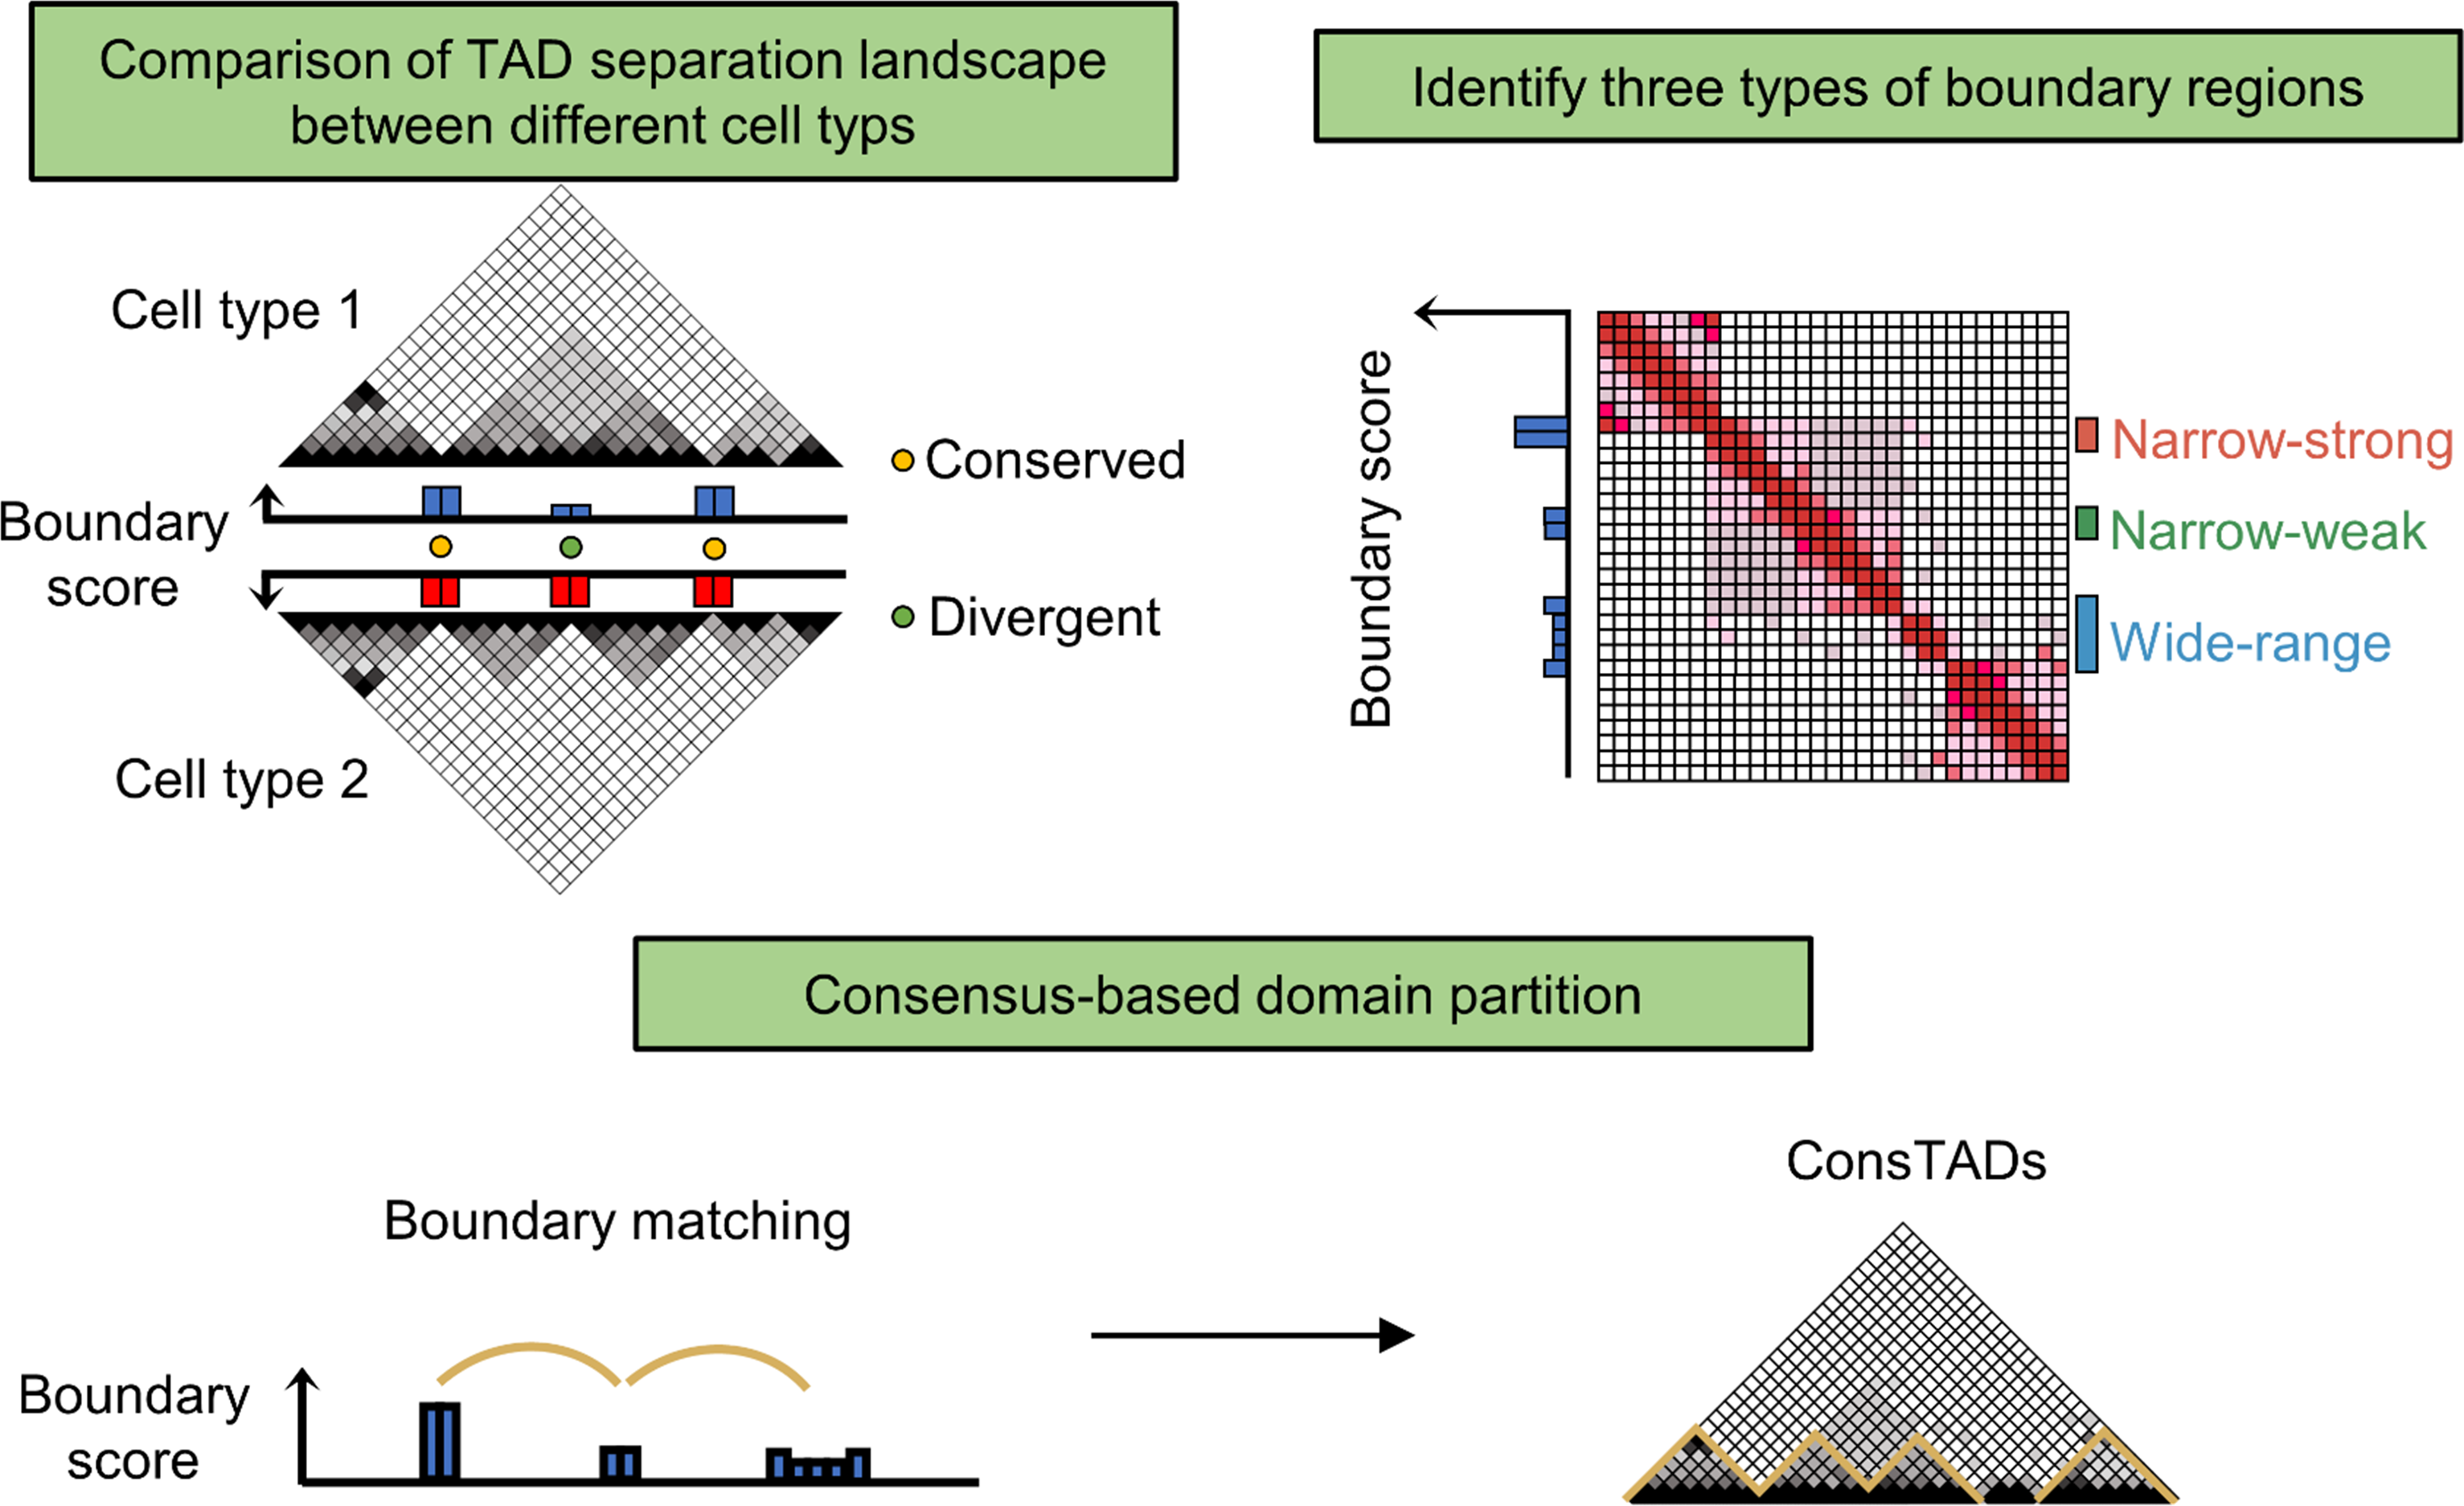 Comparison of TAD separation landscape
between different cell typs
Identify three types of boundary regions
Cell type 1
Conserved
Boundary
score
Divergent
Cell type 2
Boundary score
Narrow-strong
Narrow-weak
Wide-range
Consensus-based domain partition
Boundary matching
ConsTADs
Boundary
score